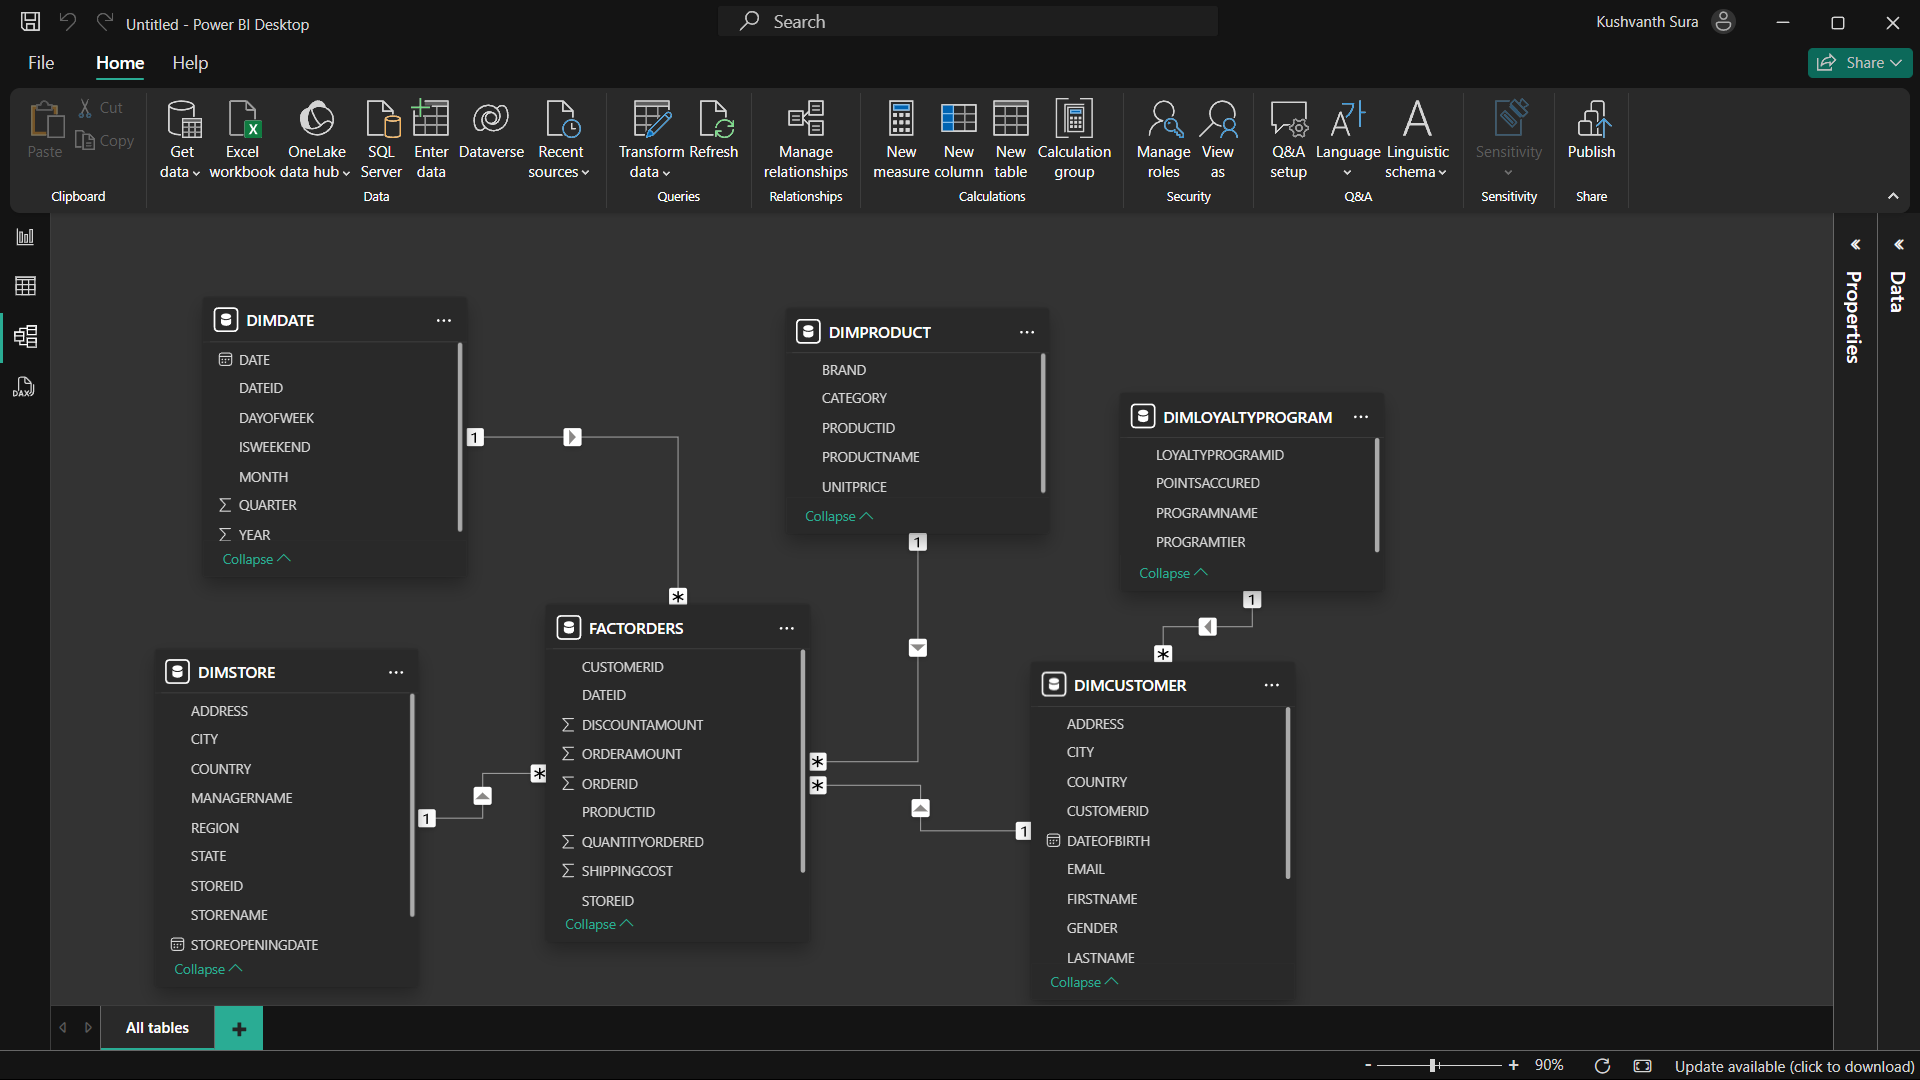 Untitled - Power BI Desktop
Search
Kushvanth Sura
File
Home
Help
Share
Paste
Cut
Copy
Clipboard
Get data
Excel workbook
OneLake data hub
SQL Server
Enter data
Dataverse
Recent sources
Data
Transform data
Refresh
Queries
Manage relationships
Relationships
New measure
New column
New table
Calculation group
Calculations
Manage roles
View as
Security
Q&A setup
Language
Linguistic schema
Q&A
Sensitivity
Sensitivity
Publish
Share
DIMDATE
DATE
DATEID
DAYOFWEEK
ISWEEKEND
MONTH
QUARTER
YEAR
Collapse
1
*
DIMPRODUCT
BRAND
CATEGORY
PRODUCTID
PRODUCTNAME
UNITPRICE
Collapse
1
*
DIMLOYALTYPROGRAM
LOYALTYPROGRAMID
POINTSACCURED
PROGRAMNAME
PROGRAMTIER
Collapse
1
*
DIMSTORE
ADDRESS
CITY
COUNTRY
MANAGERNAME
REGION
STATE
STOREID
STORENAME
STOREOPENINGDATE
Collapse
1
*
FACTORDERS
CUSTOMERID
DATEID
DISCOUNTAMOUNT
ORDERAMOUNT
ORDERID
PRODUCTID
QUANTITYORDERED
SHIPPINGCOST
STOREID
Collapse
*
1
DIMCUSTOMER
ADDRESS
CITY
COUNTRY
CUSTOMERID
DATEOFBIRTH
EMAIL
FIRSTNAME
GENDER
LASTNAME
Collapse
Properties
Data
All tables
+
- + 90%
Update available (click to download)
DAX